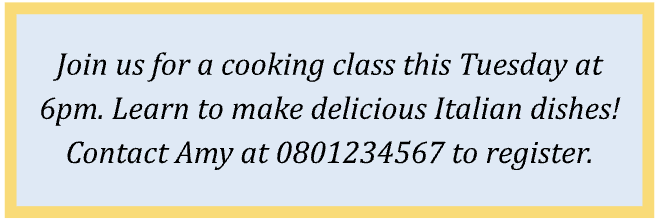 Join us for a cooking class this Tuesday at
6pm. Learn to make delicious Italian dishes!
Contact Amy at 0801234567 to register.